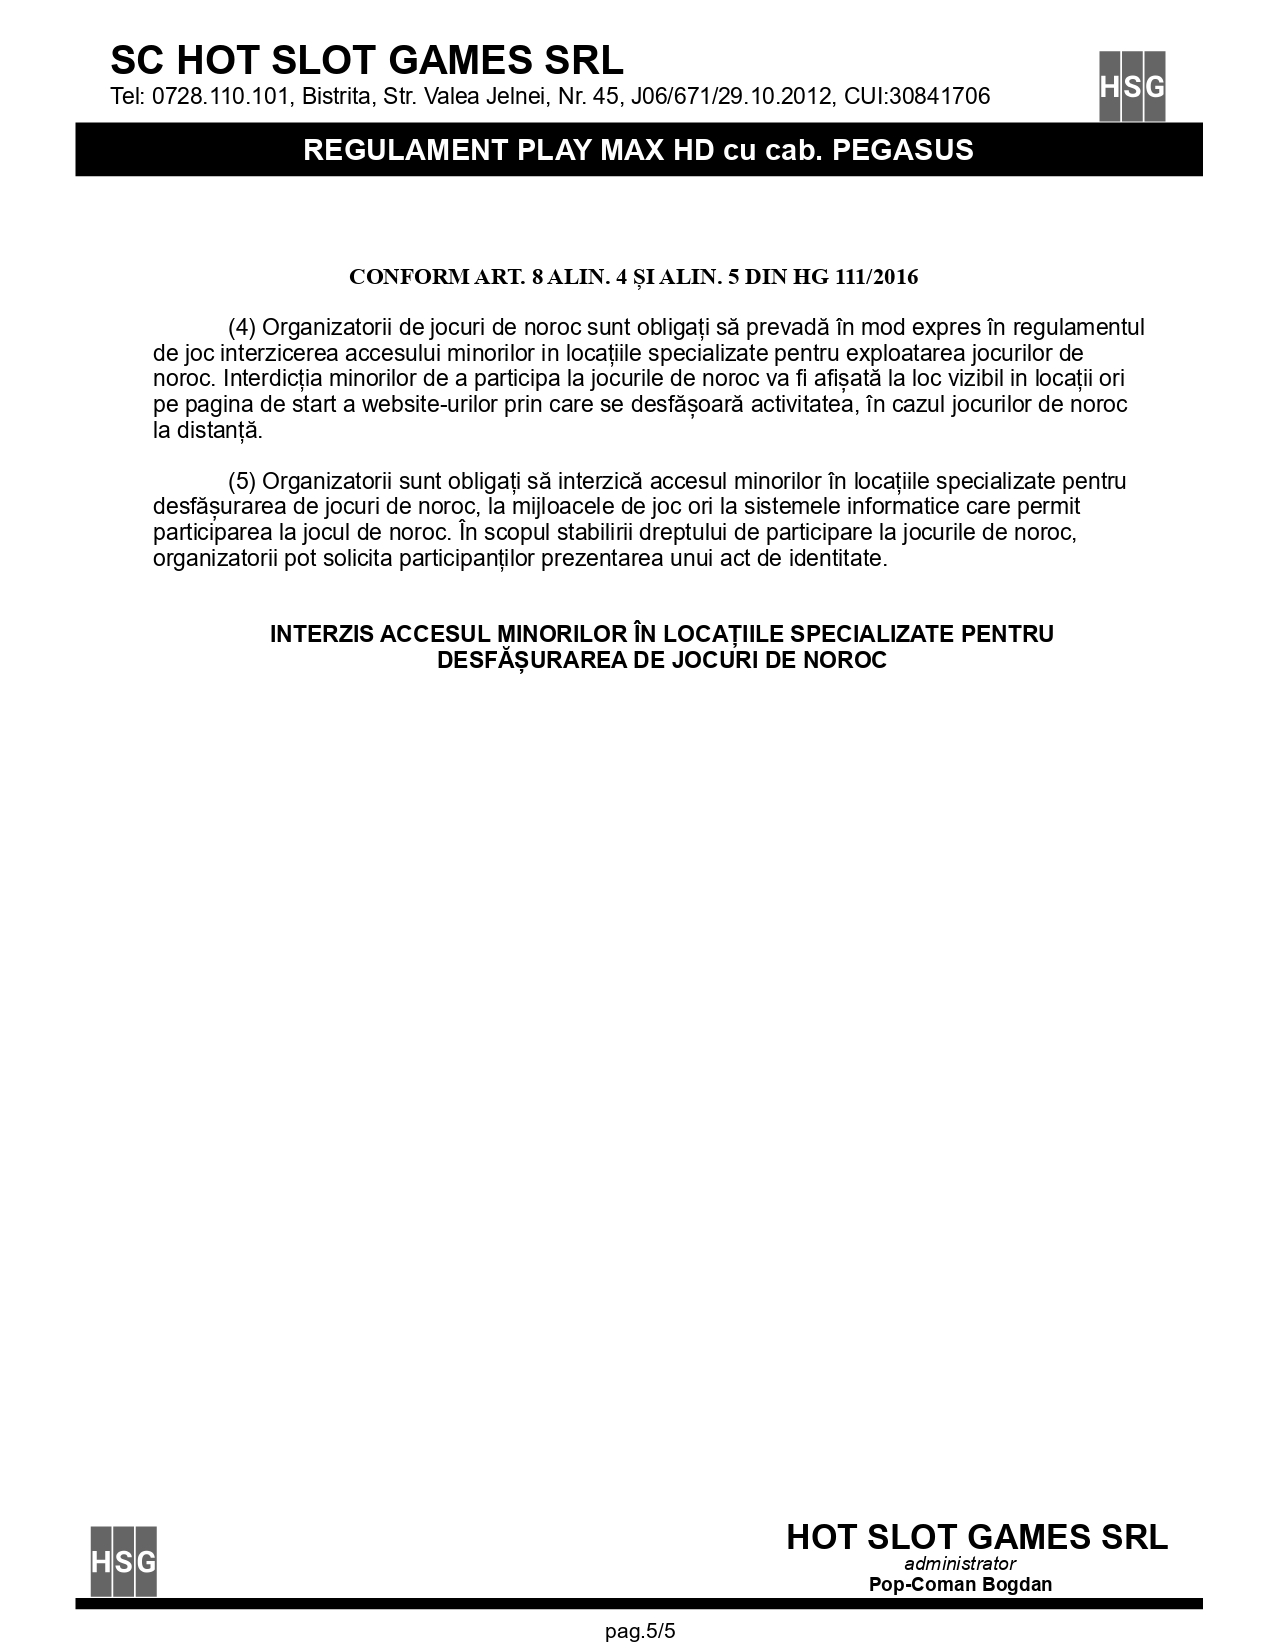 SC HOT SLOT GAMES SRL
Tel: 0728.110.101, Bistrita, Str. Valea Jelnei, Nr. 45, J06/671/29.10.2012, CUI:30841706
HSG
REGULAMENT PLAY MAX HD cu cab. PEGASUS
CONFORM ART. 8 ALIN. 4 ȘI ALIN. 5 DIN HG 111/2016
(4) Organizatorii de jocuri de noroc sunt obligați să prevadă în mod expres în regulamentul
de joc interzicerea accesului minorilor in locațiile specializate pentru exploatarea jocurilor de
noroc. Interdicția minorilor de a participa la jocurile de noroc va fi afișată la loc vizibil in locații ori
pe pagina de start a website-urilor prin care se desfășoară activitatea, în cazul jocurilor de noroc
la distanță.
(5) Organizatorii sunt obligați să interzică accesul minorilor în locațiile specializate pentru
desfășurarea de jocuri de noroc, la mijloacele de joc ori la sistemele informatice care permit
participarea la jocul de noroc. În scopul stabilirii dreptului de participare la jocurile de noroc,
organizatorii pot solicita participanților prezentarea unui act de identitate.
INTERZIS ACCESUL MINORILOR ÎN LOCAȚIILE SPECIALIZATE PENTRU
DESFĂȘURAREA DE JOCURI DE NOROC
HSG
HOT SLOT GAMES SRL
administrator
Pop-Coman Bogdan
pag.5/5